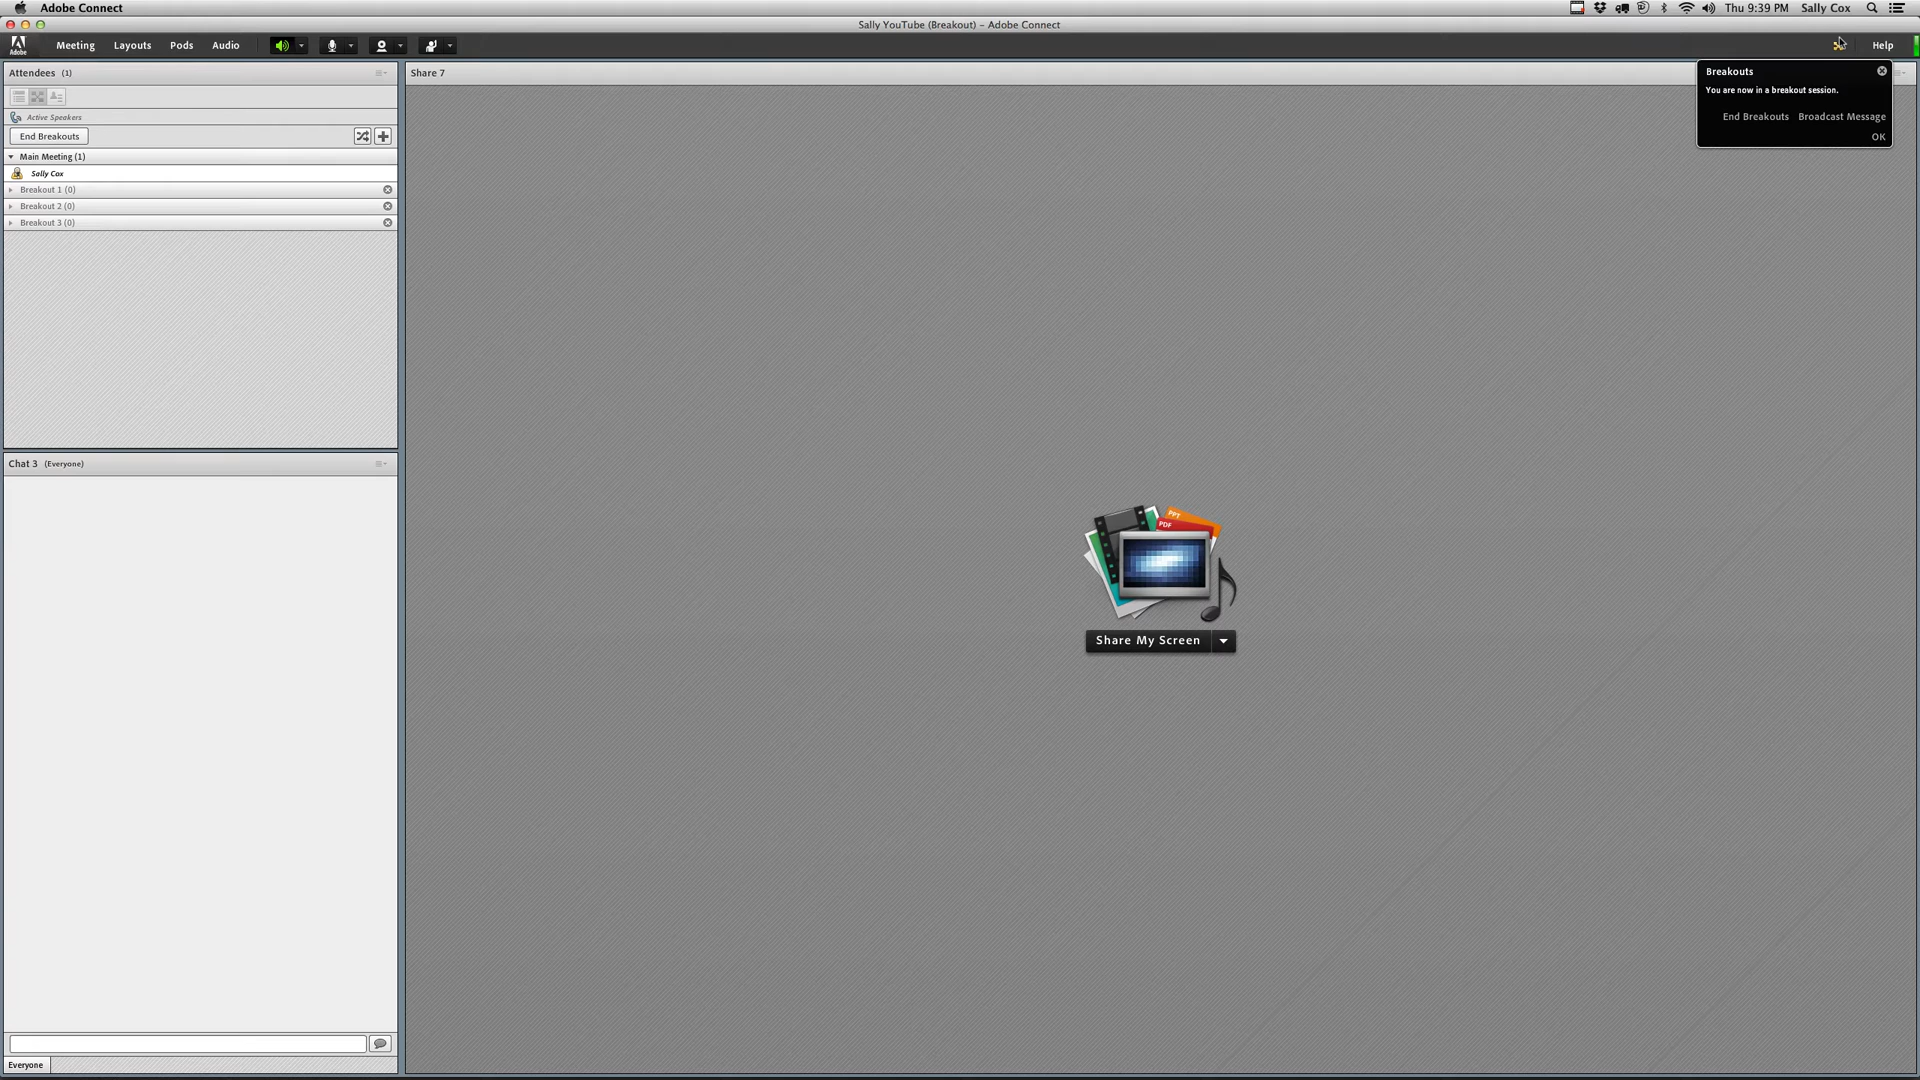 Adobe Connect
Thu 9:39 PM
Sally Cox
Sally YouTube (Breakout) – Adobe Connect
Adobe
Meeting
Layouts
Pods
Audio
Help
Attendees (1)
Active Speakers
End Breakouts
Main Meeting (1)
Sally Cox
Breakout 1 (0)
Breakout 2 (0)
Breakout 3 (0)
Chat 3 (Everyone)
Everyone
Share 7
PPT
PDF
Share My Screen
Breakouts
You are now in a breakout session.
End Breakouts Broadcast Message
OK